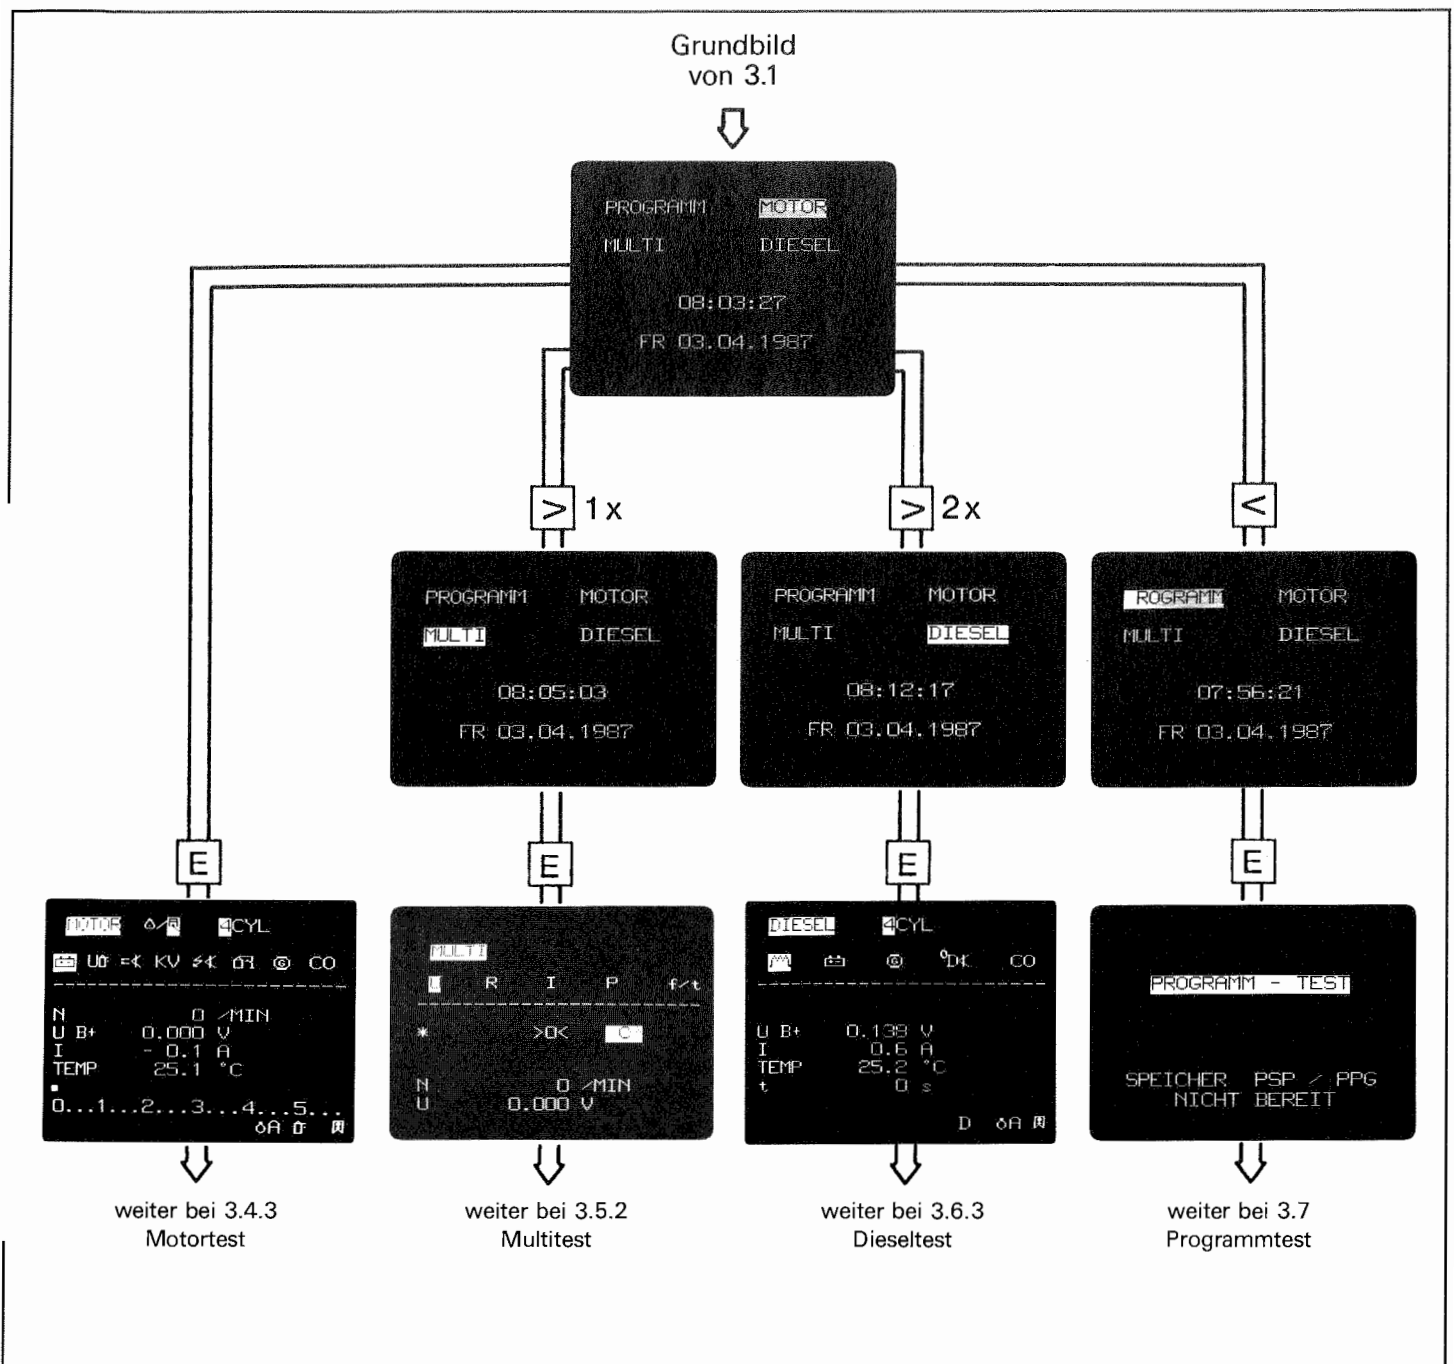 Grundbild
von 3.1
PROGRAMM MOTOR
MULTI DIESEL
08:03:27
FR 03.04.1987
> 1x
> 2x
<
PROGRAMM MOTOR
MULTI DIESEL
08:05:03
FR 03.04.1987
PROGRAMM MOTOR
MULTI DIESEL
08:12:17
FR 03.04.1987
ROGRAMM MOTOR
MULTI DIESEL
07:56:21
FR 03.04.1987
E
E
E
E
MOTOR 4CYL
KV CO
N 0 /MIN
U B+ 0.000 V
I - 0.1 A
TEMP 25.1 °C
0...1...2...3...4...5...
A
weiter bei 3.4.3
Motortest
MULTI
U R I P f/t
* >0< C
N 0 /MIN
U 0.000 V
weiter bei 3.5.2
Multitest
DIESEL 4CYL
CO
U B+ 0.139 V
I 0.6 A
TEMP 25.2 °C
t 0 s
D A
weiter bei 3.6.3
Dieseltest
PROGRAMM - TEST
SPEICHER PSP / PPG
NICHT BEREIT
weiter bei 3.7
Programmtest